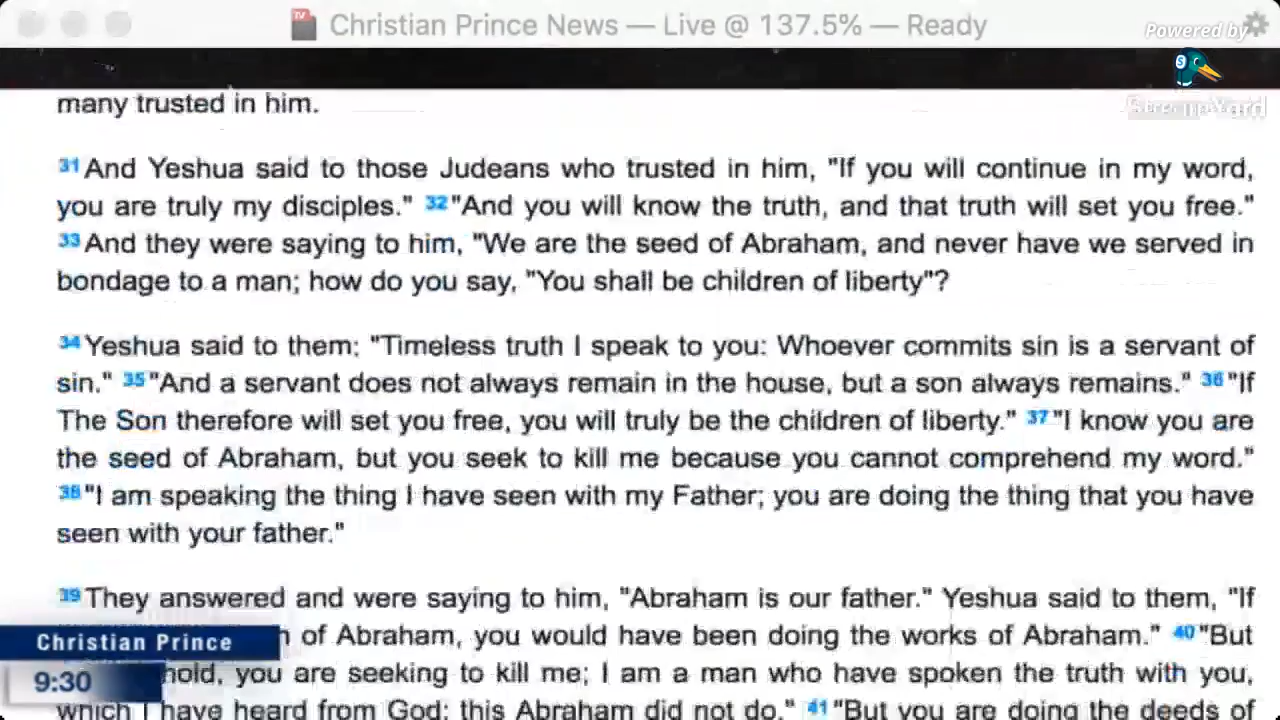 Christian Prince News — Live @ 137.5% — Ready
Powered by
many trusted in him.
31 And Yeshua said to those Judeans who trusted in him, "If you will continue in my word,
you are truly my disciples." 32 "And you will know the truth, and that truth will set you free."
33 And they were saying to him, "We are the seed of Abraham, and never have we served in
bondage to a man; how do you say, "You shall be children of liberty"?
34 Yeshua said to them: "Timeless truth I speak to you: Whoever commits sin is a servant of
sin." 35 "And a servant does not always remain in the house, but a son always remains." 36 "If
The Son therefore will set you free, you will truly be the children of liberty." 37 "I know you are
the seed of Abraham, but you seek to kill me because you cannot comprehend my word."
38 "I am speaking the thing I have seen with my Father; you are doing the thing that you have
seen with your father."
39 They answered and were saying to him, "Abraham is our father." Yeshua said to them, "If
of Abraham, you would have been doing the works of Abraham." 40 "But
you are seeking to kill me; I am a man who have spoken the truth with you,
which I have heard from God; this Abraham did not do." 41 "But you are doing the deeds of
Christian Prince
9:30